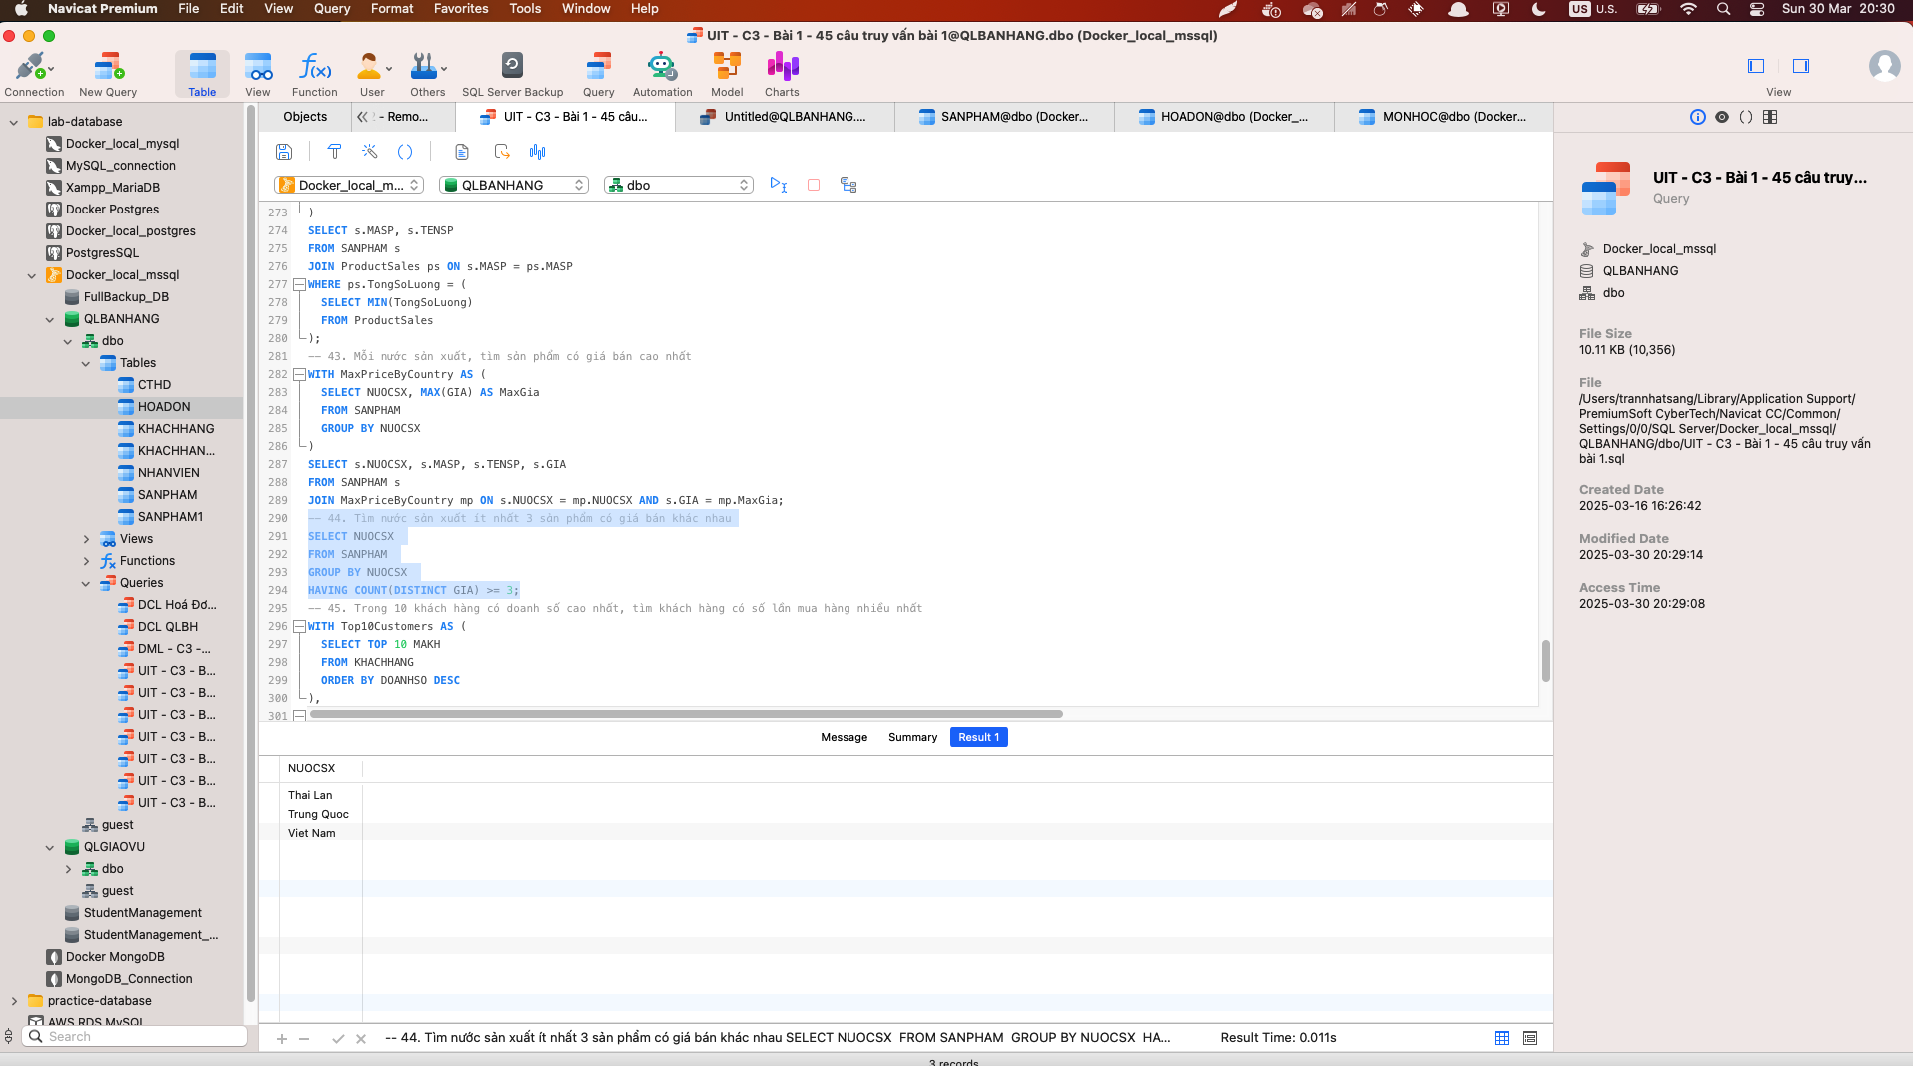 Navicat Premium File Edit View Query Format Favorites Tools Window Help
US U.S. Sun 30 Mar 20:30
UIT - C3 - Bài 1 - 45 câu truy vấn bài 1@QLBANHANG.dbo (Docker_local_mssql)
Connection New Query Table View Function User Others SQL Server Backup Query Automation Model Charts View
lab-database
Docker_local_mysql
MySQL_connection
Xampp_MariaDB
Docker Postgres
Docker_local_postgres
PostgresSQL
Docker_local_mssql
FullBackup_DB
QLBANHANG
dbo
Tables
CTHD
HOADON
KHACHHANG
KHACHHAN...
NHANVIEN
SANPHAM
SANPHAM1
Views
Functions
Queries
DCL Hoá Đơ...
DCL QLBH
DML - C3 -...
UIT - C3 - B...
UIT - C3 - B...
UIT - C3 - B...
UIT - C3 - B...
UIT - C3 - B...
UIT - C3 - B...
UIT - C3 - B...
guest
QLGIAOVU
dbo
guest
StudentManagement
StudentManagement_...
Docker MongoDB
MongoDB_Connection
practice-database
AWS RDS MySQL
Search
Objects - Remo... UIT - C3 - Bài 1 - 45 câu... Untitled@QLBANHANG.... SANPHAM@dbo (Docker... HOADON@dbo (Docker_... MONHOC@dbo (Docker...
Docker_local_m... QLBANHANG dbo
273 )
274 SELECT s.MASP, s.TENSP
275 FROM SANPHAM s
276 JOIN ProductSales ps ON s.MASP = ps.MASP
277 WHERE ps.TongSoLuong = (
278 SELECT MIN(TongSoLuong)
279 FROM ProductSales
280 );
281 -- 43. Mỗi nước sản xuất, tìm sản phẩm có giá bán cao nhất
282 WITH MaxPriceByCountry AS (
283 SELECT NUOCSX, MAX(GIA) AS MaxGia
284 FROM SANPHAM
285 GROUP BY NUOCSX
286 )
287 SELECT s.NUOCSX, s.MASP, s.TENSP, s.GIA
288 FROM SANPHAM s
289 JOIN MaxPriceByCountry mp ON s.NUOCSX = mp.NUOCSX AND s.GIA = mp.MaxGia;
290 -- 44. Tìm nước sản xuất ít nhất 3 sản phẩm có giá bán khác nhau
291 SELECT NUOCSX
292 FROM SANPHAM
293 GROUP BY NUOCSX
294 HAVING COUNT(DISTINCT GIA) >= 3;
295 -- 45. Trong 10 khách hàng có doanh số cao nhất, tìm khách hàng có số lần mua hàng nhiều nhất
296 WITH Top10Customers AS (
297 SELECT TOP 10 MAKH
298 FROM KHACHHANG
299 ORDER BY DOANHSO DESC
300 ),
301
Message Summary Result 1
NUOCSX
Thai Lan
Trung Quoc
Viet Nam
-- 44. Tìm nước sản xuất ít nhất 3 sản phẩm có giá bán khác nhau SELECT NUOCSX FROM SANPHAM GROUP BY NUOCSX HA... Result Time: 0.011s
3 records
UIT - C3 - Bài 1 - 45 câu truy...
Query
Docker_local_mssql
QLBANHANG
dbo
File Size
10.11 KB (10,356)
File
/Users/trannhatsang/Library/Application Support/
PremiumSoft CyberTech/Navicat CC/Common/
Settings/0/0/SQL Server/Docker_local_mssql/
QLBANHANG/dbo/UIT - C3 - Bài 1 - 45 câu truy vấn
bài 1.sql
Created Date
2025-03-16 16:26:42
Modified Date
2025-03-30 20:29:14
Access Time
2025-03-30 20:29:08